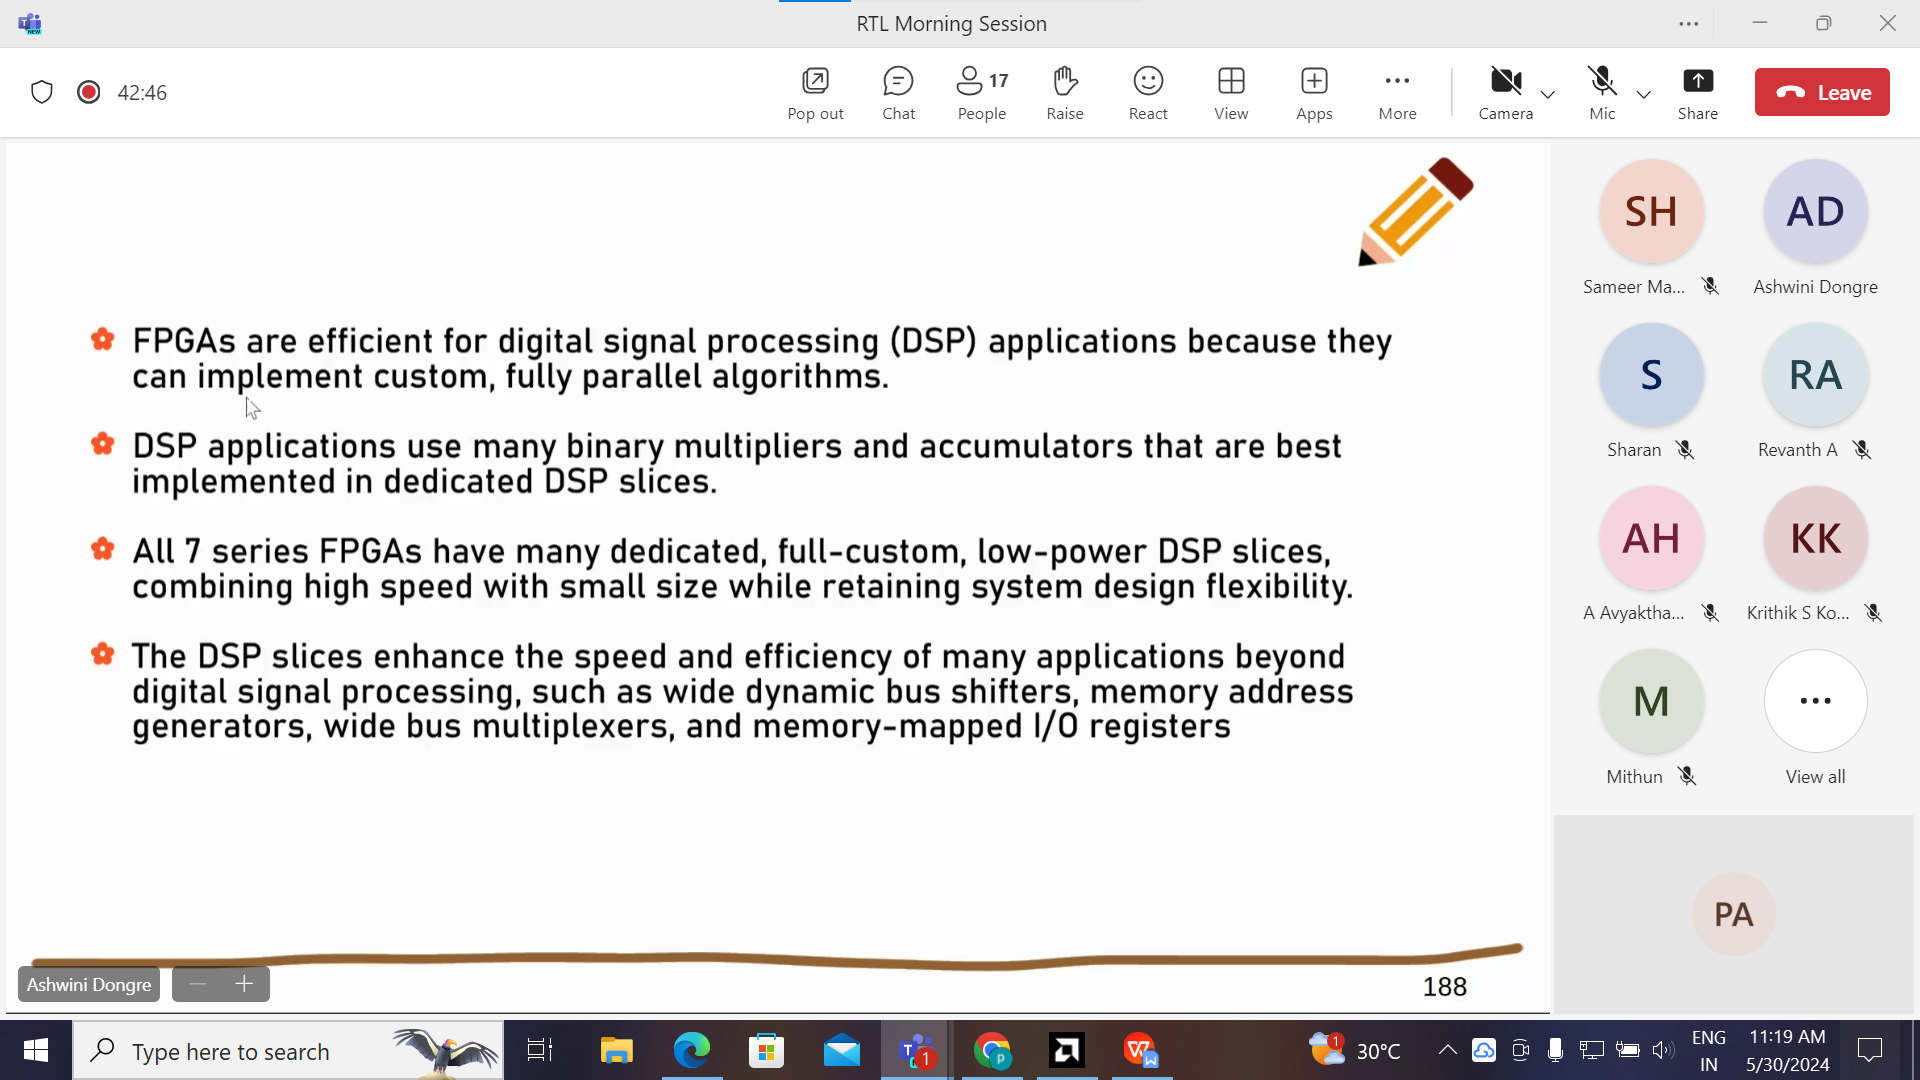 RTL Morning Session
42:46
Pop out
Chat
17
People
Raise
React
View
Apps
More
Camera
Mic
Share
Leave
FPGAs are efficient for digital signal processing (DSP) applications because they
can implement custom, fully parallel algorithms.
DSP applications use many binary multipliers and accumulators that are best
implemented in dedicated DSP slices.
All 7 series FPGAs have many dedicated, full-custom, low-power DSP slices,
combining high speed with small size while retaining system design flexibility.
The DSP slices enhance the speed and efficiency of many applications beyond
digital signal processing, such as wide dynamic bus shifters, memory address
generators, wide bus multiplexers, and memory-mapped I/O registers
188
Ashwini Dongre
SH
AD
Sameer Ma...
Ashwini Dongre
S
RA
Sharan
Revanth A
AH
KK
A Avyaktha...
Krithik S Ko...
M
Mithun
View all
PA
Type here to search
T
NEW
1
p
W
1
30°C
ENG
IN
11:19 AM
5/30/2024